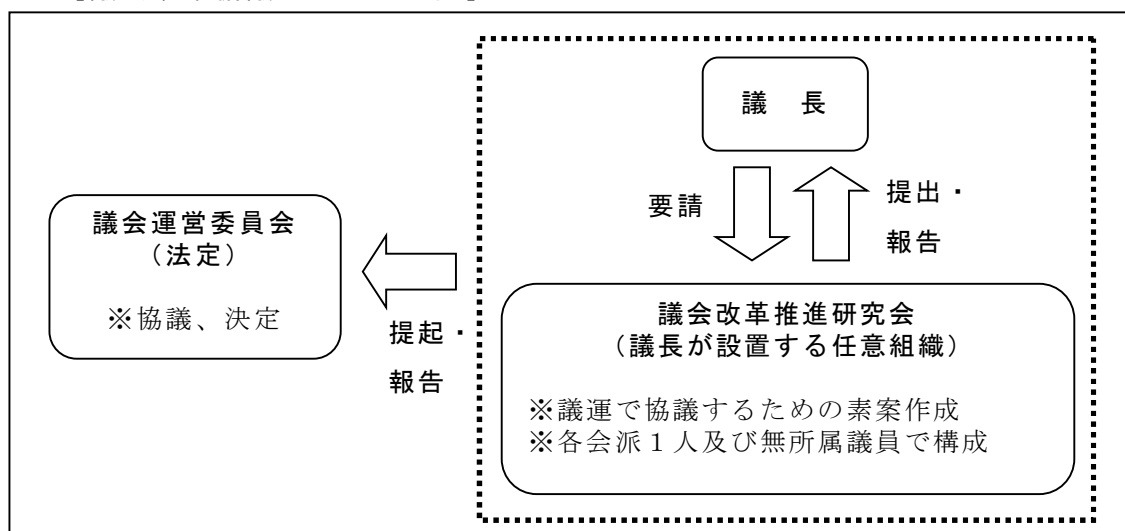 議　長
要請
提出・
報告
議会運営委員会
（法定）
※協議、決定
提起・
報告
議会改革推進研究会
（議長が設置する任意組織）
※議運で協議するための素案作成
※各会派１人及び無所属議員で構成